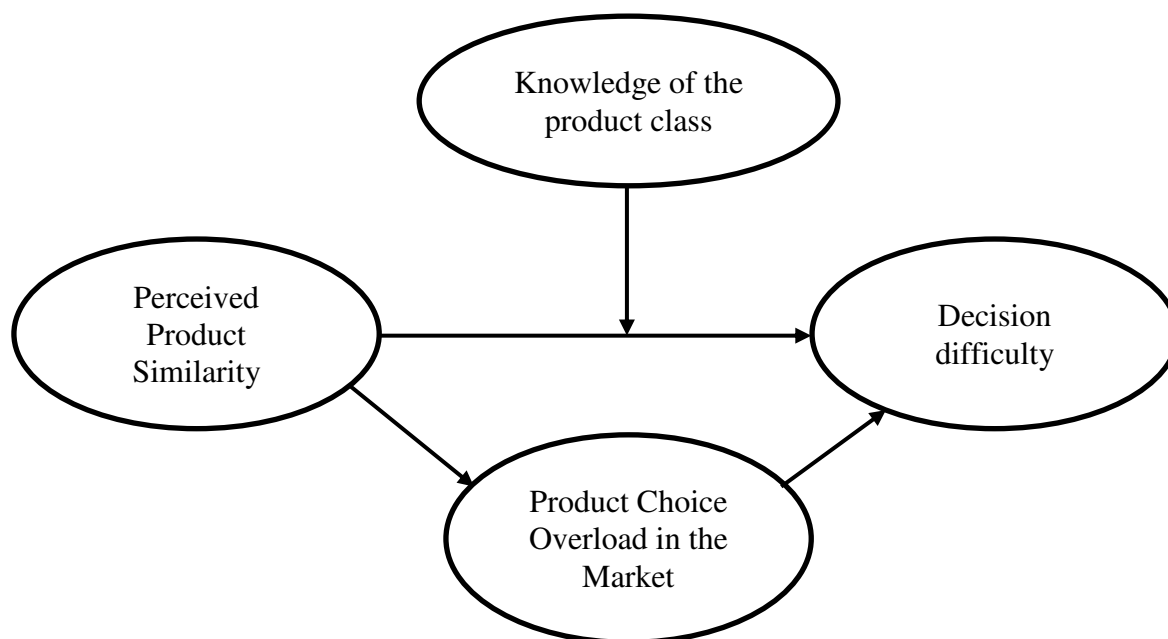 Knowledge of the
product class
Perceived
Product
Similarity
Decision
difficulty
Product Choice
Overload in the
Market